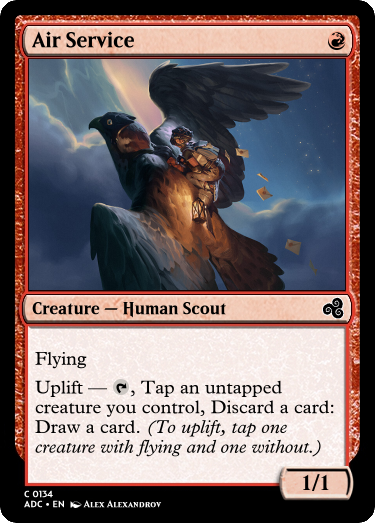 Air Service
Creature — Human Scout
Flying
Uplift — , Tap an untapped
creature you control, Discard a card:
Draw a card. (To uplift, tap one
creature with flying and one without.)
1/1
C 0134
ADC • EN Alex Alexandrov